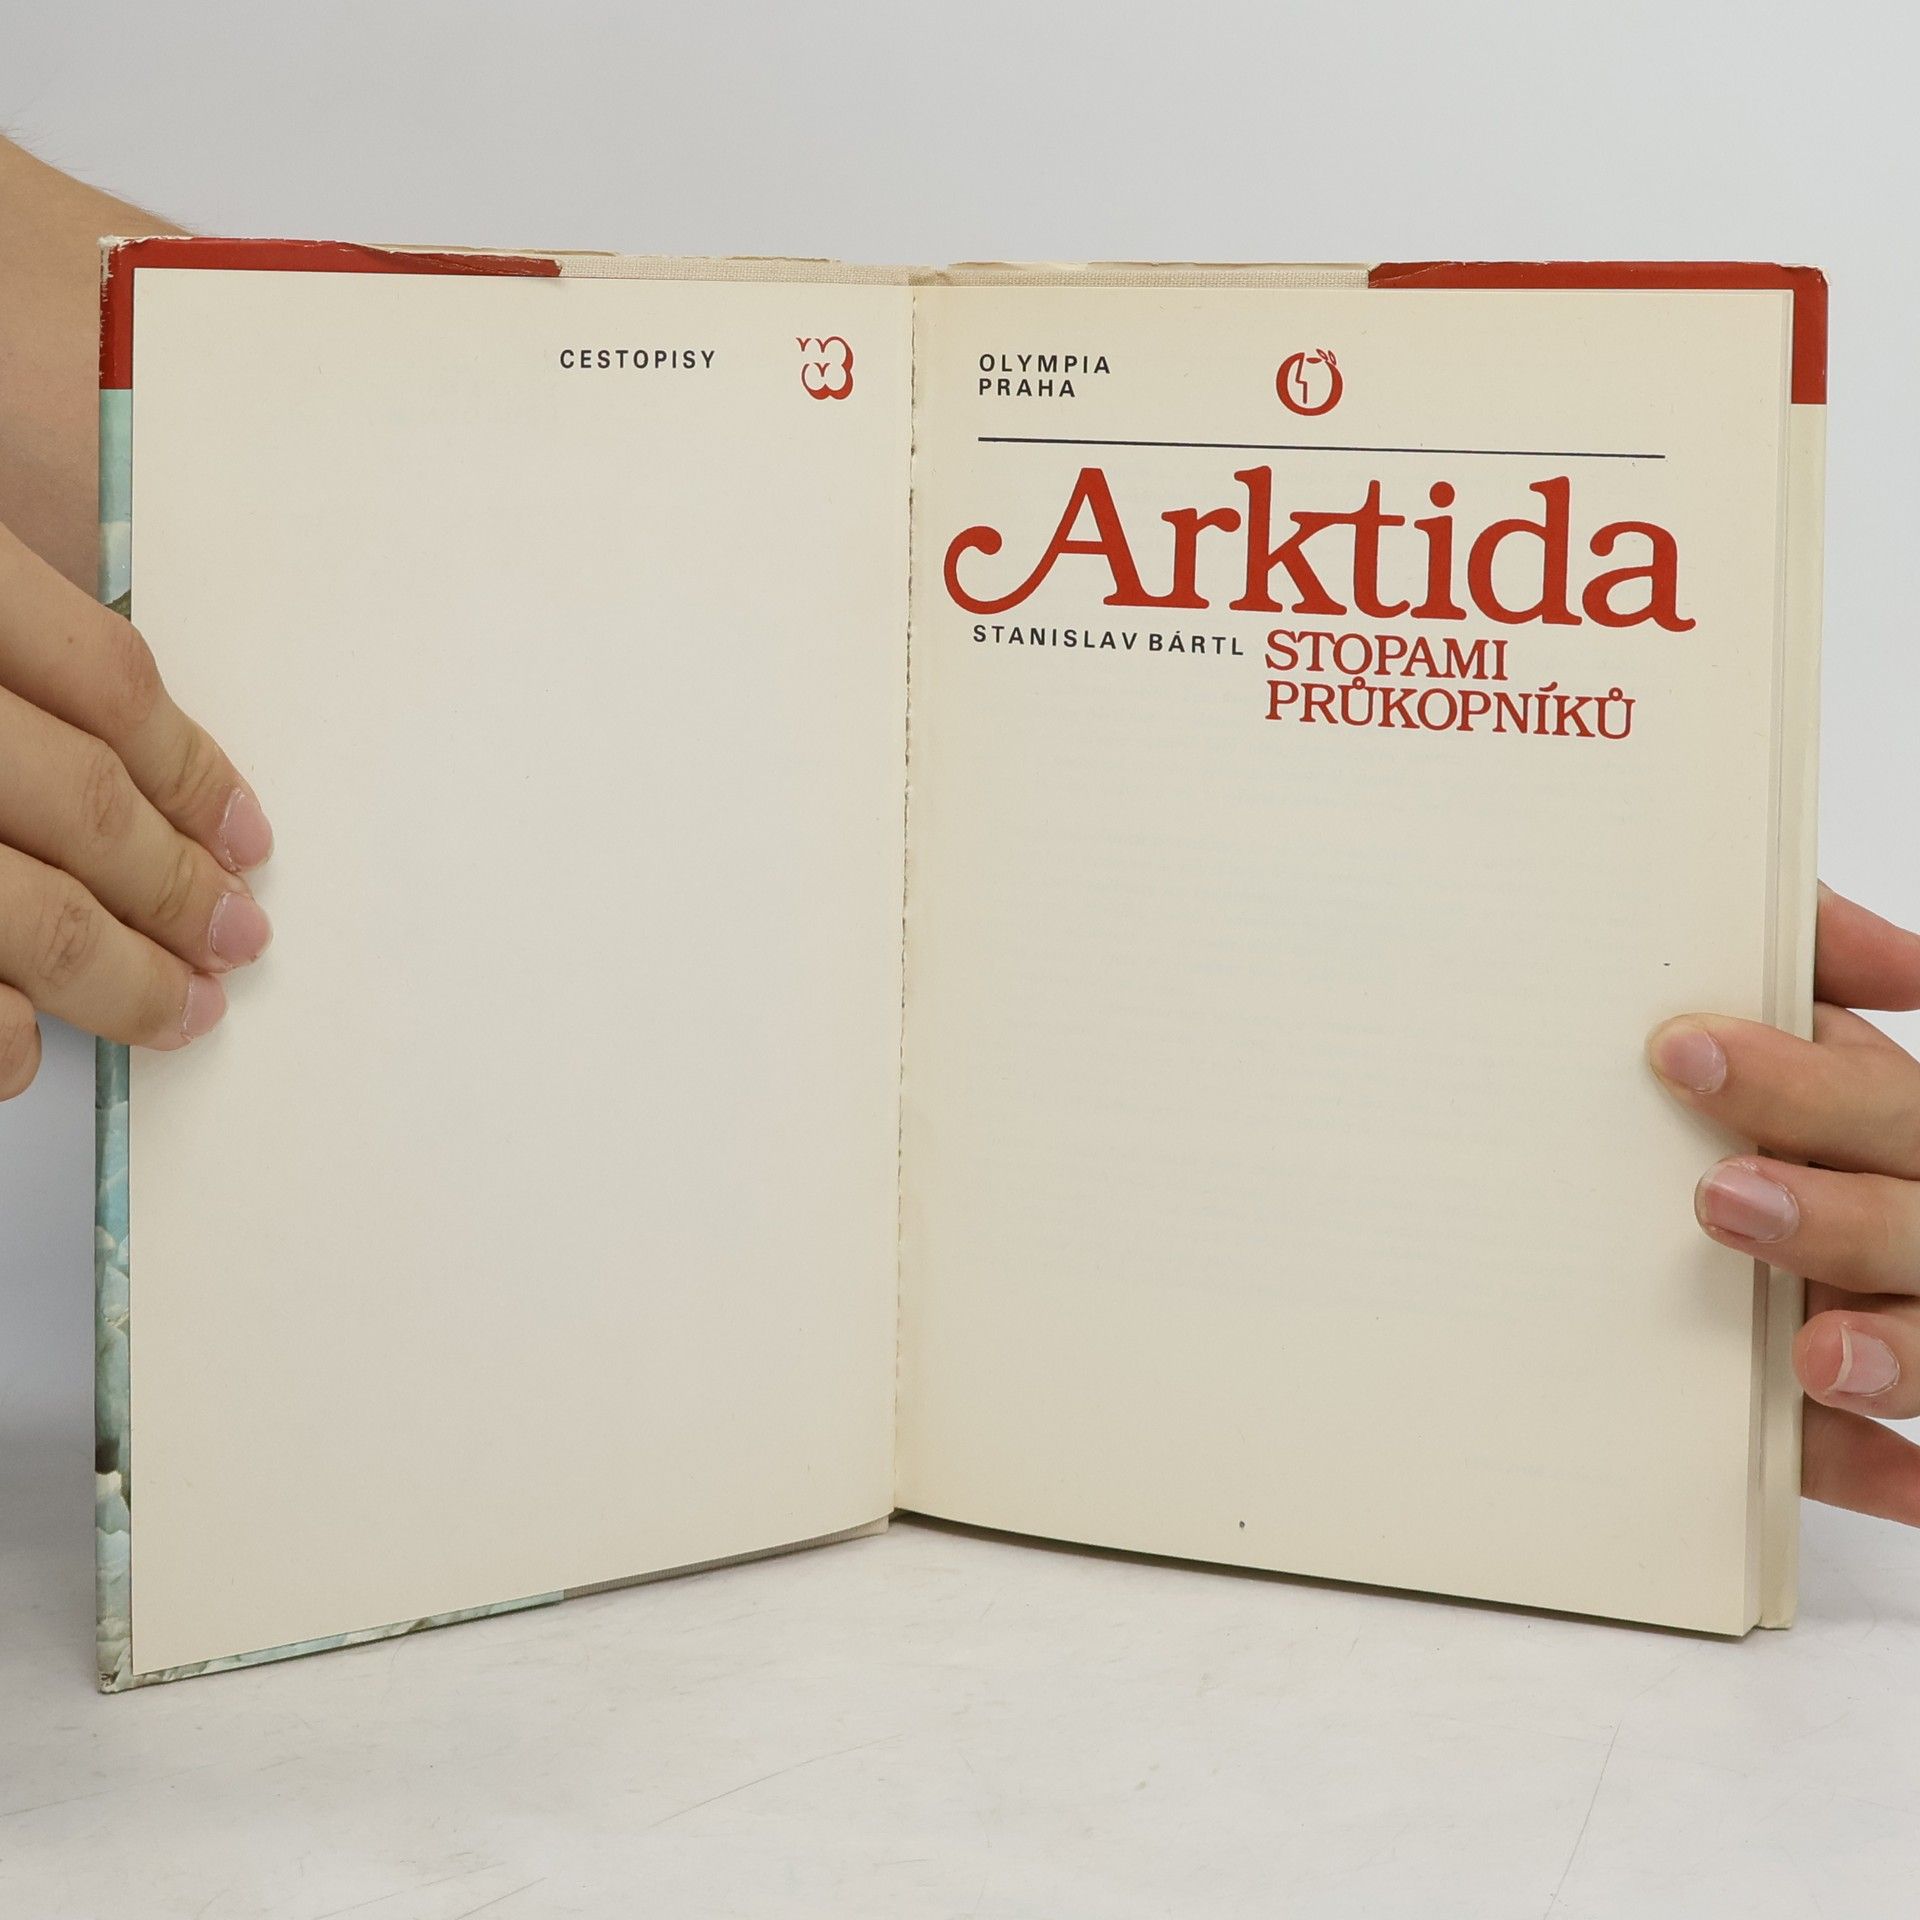 CESTOPISY
OLYMPIA
PRAHA
Arktida
STANISLAV BÁRTL
STOPAMI
PRŮKOPNÍKŮ